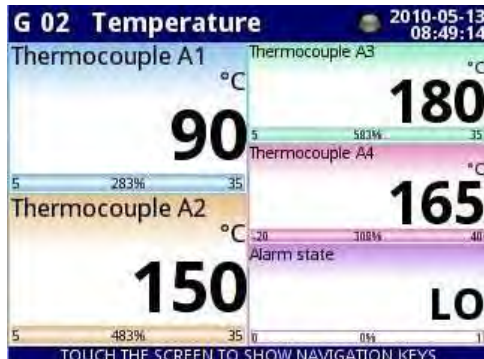 G 02 Temperature
2010-05-13
08:49:14
Thermocouple A1
°C
90
5 283% 35
Thermocouple A2
°C
150
5 483% 35
Thermocouple A3
°C
180
5 583% 35
Thermocouple A4
°C
165
-20 308% 40
Alarm state
LO
0 0% 1
TOUCH THE SCREEN TO SHOW NAVIGATION KEYS